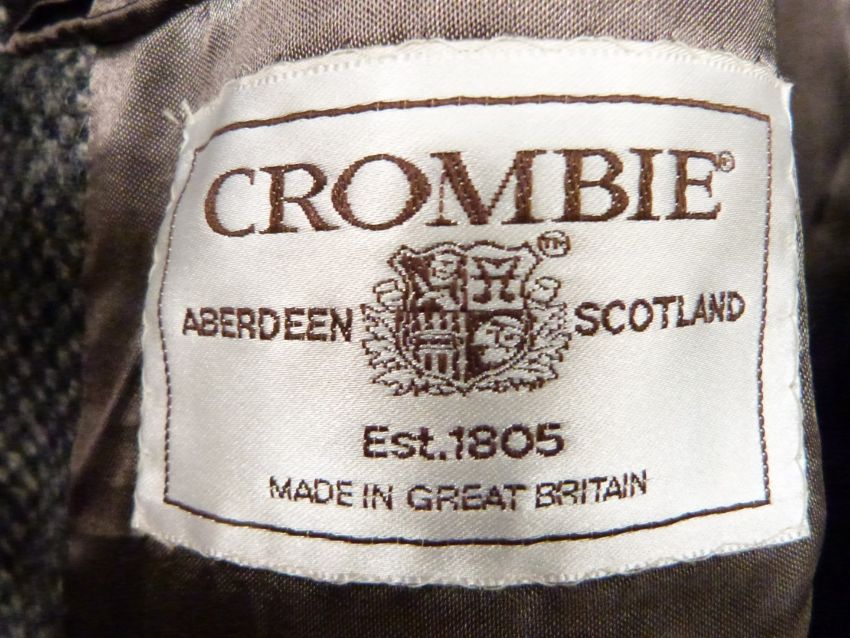 CROMBIE®
ABERDEEN SCOTLAND
Est.1805
MADE IN GREAT BRITAIN